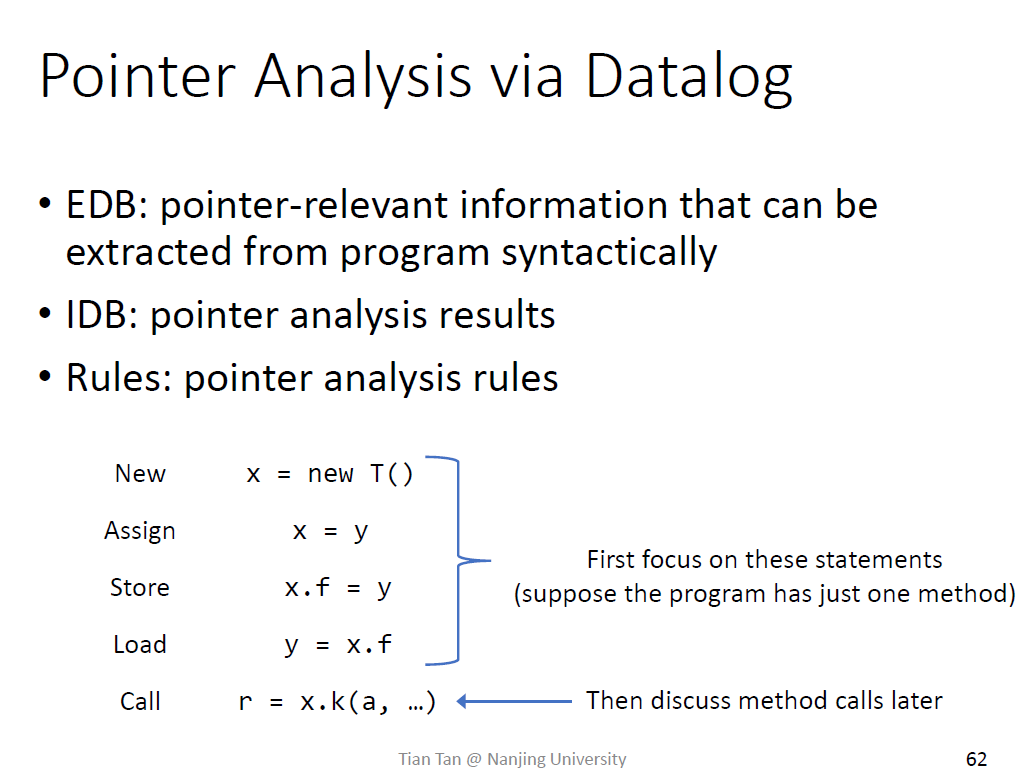 Pointer Analysis via Datalog
• EDB: pointer-relevant information that can be
extracted from program syntactically
• IDB: pointer analysis results
• Rules: pointer analysis rules
New x = new T()
Assign x = y
Store x.f = y
Load y = x.f
Call r = x.k(a, …)
First focus on these statements
(suppose the program has just one method)
Then discuss method calls later
Tian Tan @ Nanjing University
62